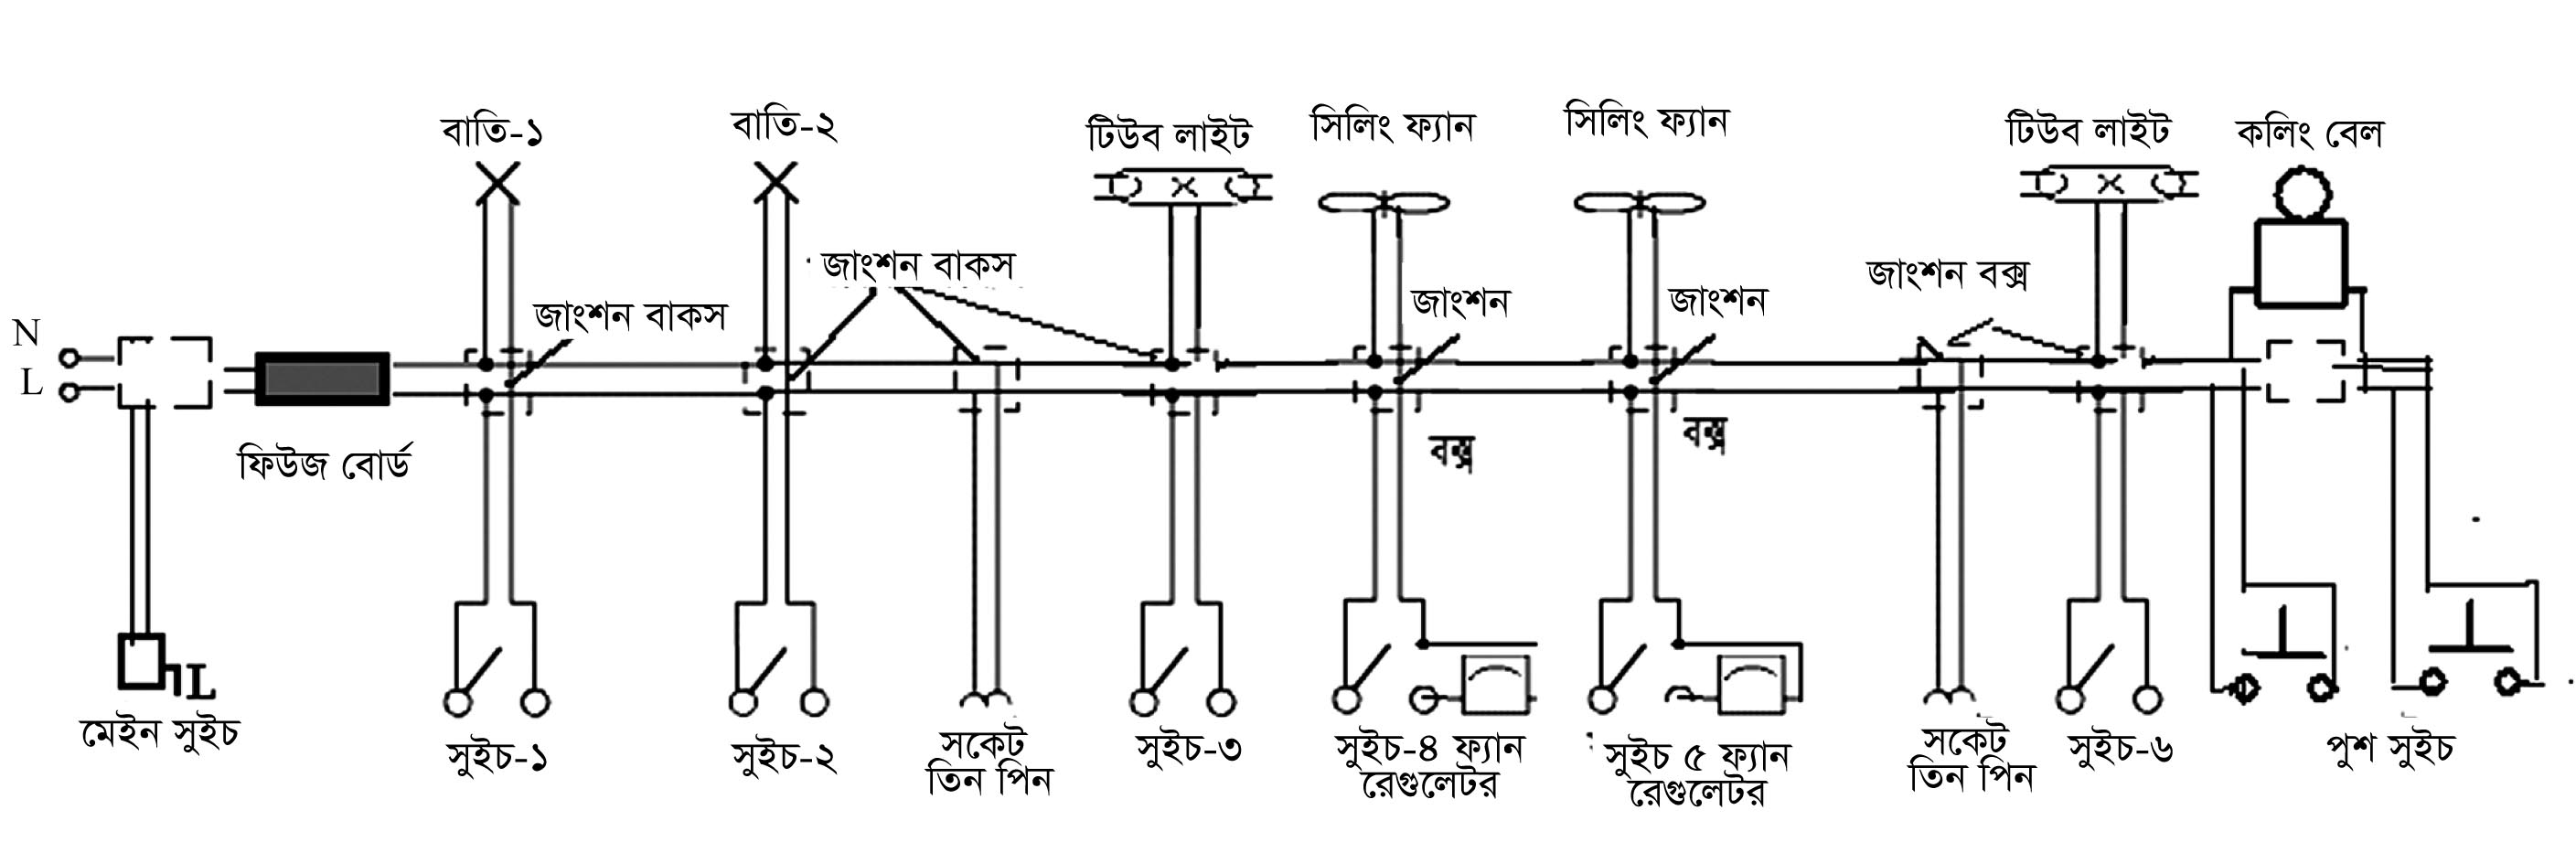 বাতি-১
বাতি-২
টিউব লাইট
সিলিং ফ্যান
সিলিং ফ্যান
টিউব লাইট
কলিং বেল
জাংশন বাকস
জাংশন বাকস
জাংশন
জাংশন
জাংশন বক্স
N
L
ফিউজ বোর্ড
বক্স
বক্স
L
মেইন সুইচ
সুইচ-১
সুইচ-২
সকেট
তিন পিন
সুইচ-৩
সুইচ-৪ ফ্যান
রেগুলেটর
সুইচ ৫ ফ্যান
রেগুলেটর
সকেট
তিন পিন
সুইচ-৬
পুশ সুইচ